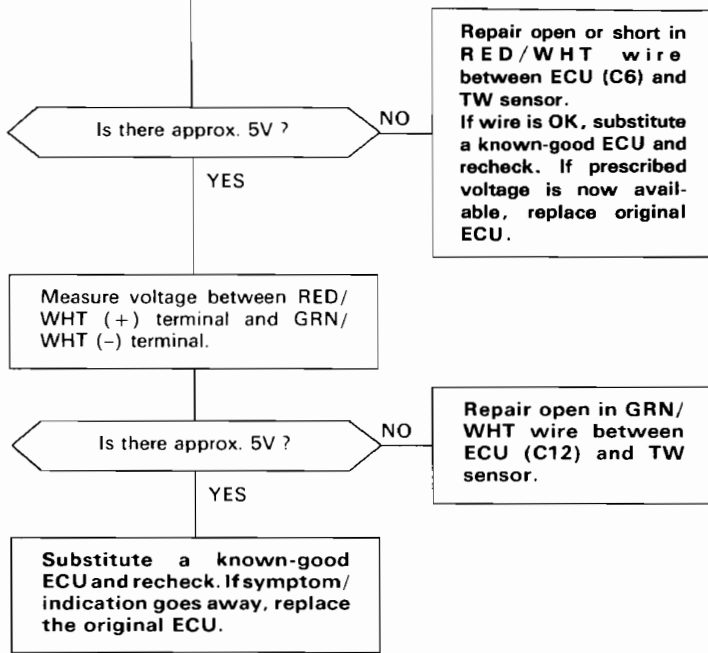 Repair open or short in
RED/WHT wire
between ECU (C6) and
TW sensor.
If wire is OK, substitute
a known-good ECU and
recheck. If prescribed
voltage is now avail-
able, replace original
ECU.
Is there approx. 5V ?
NO
YES
Measure voltage between RED/
WHT (+) terminal and GRN/
WHT (–) terminal.
Is there approx. 5V ?
NO
Repair open in GRN/
WHT wire between
ECU (C12) and TW
sensor.
YES
Substitute a known-good
ECU and recheck. If symptom/
indication goes away, replace
the original ECU.